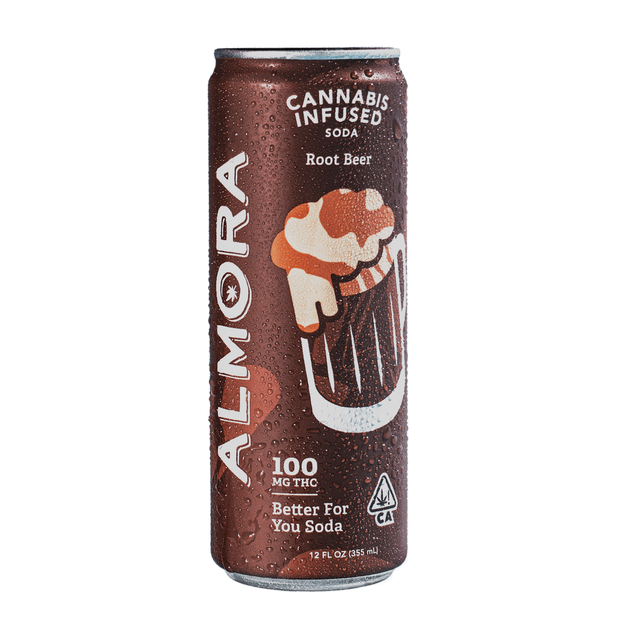 CANNABIS
INFUSED
SODA
Root Beer
ALMORA
100
MG THC
Better For
You Soda
CA
12 FL OZ (355 mL)